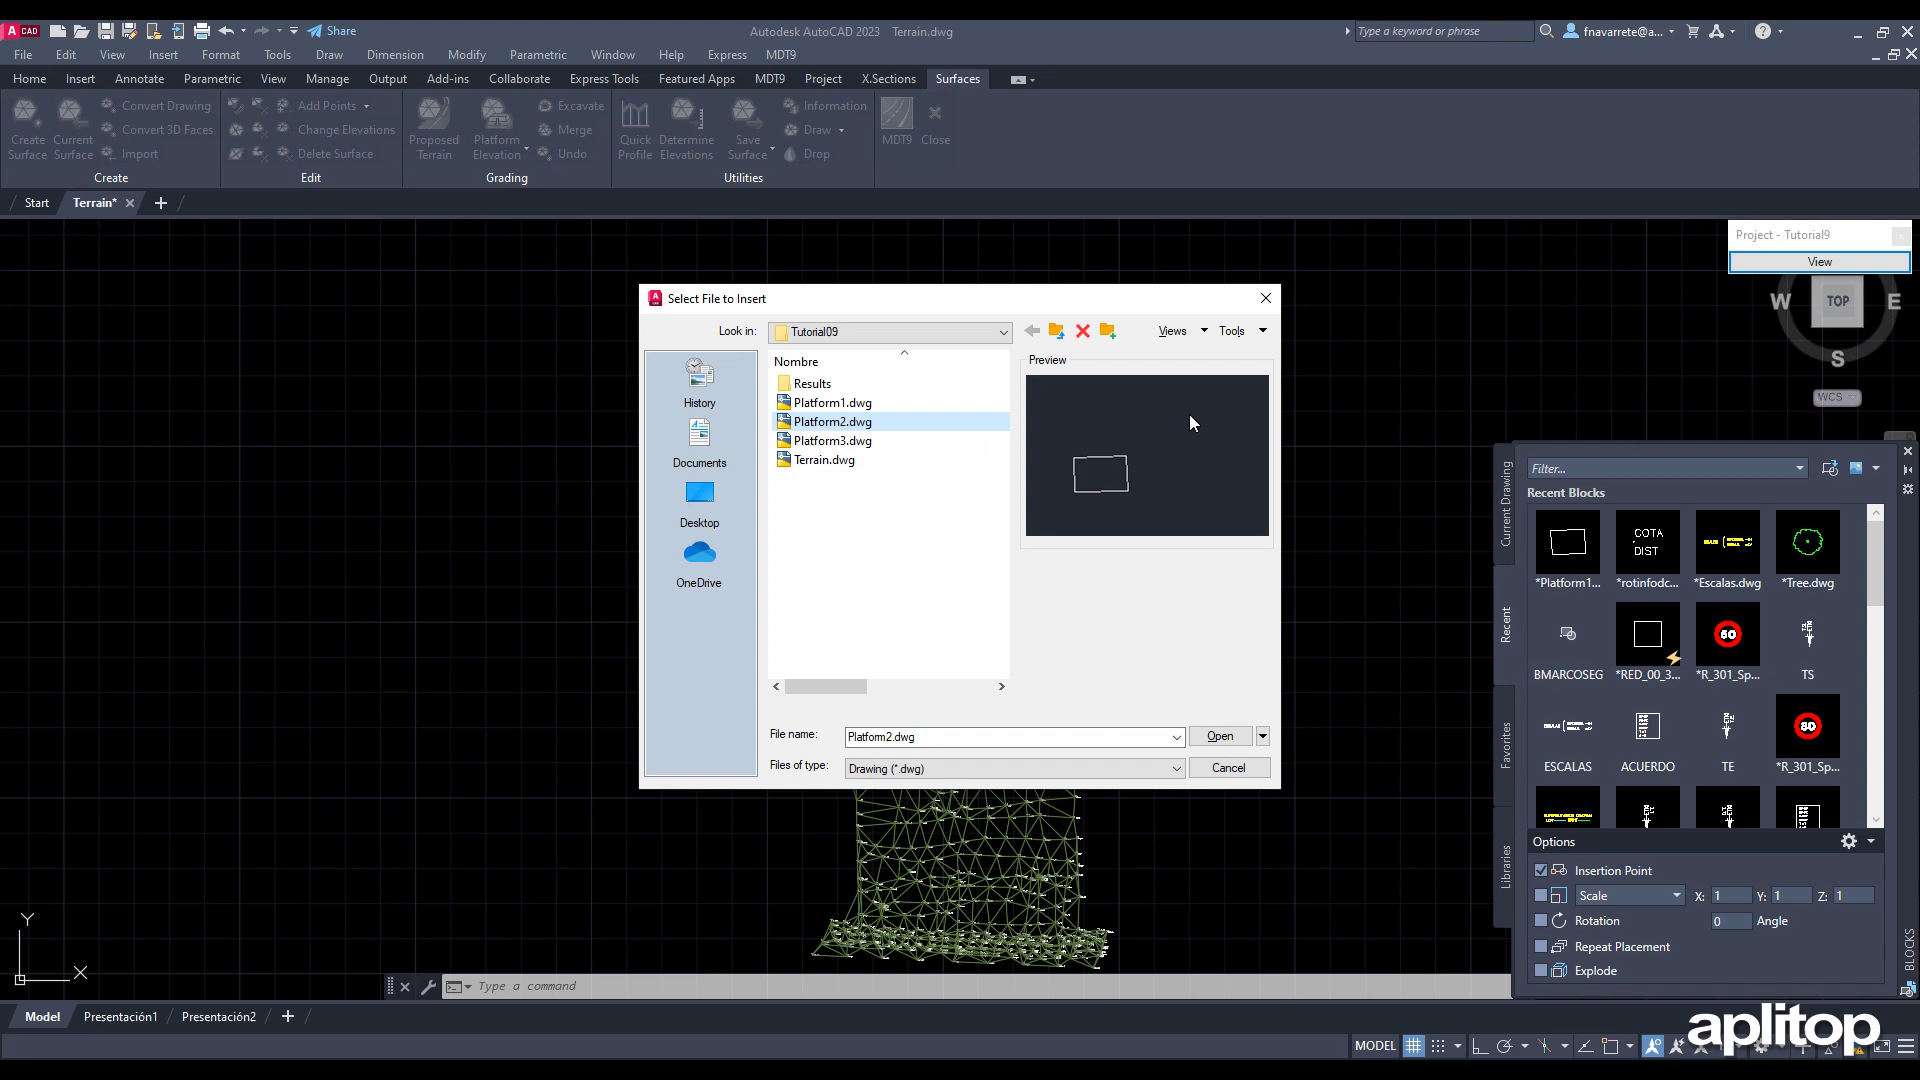 A CAD
Share
Autodesk AutoCAD 2023 Terrain.dwg
Type a keyword or phrase
fnavarrete@a...
File Edit View Insert Format Tools Draw Dimension Modify Parametric Window Help Express MDT9
Home Insert Annotate Parametric View Manage Output Add-ins Collaborate Express Tools Featured Apps MDT9 Project X.Sections Surfaces
Create Surface
Current Surface
Convert Drawing
Convert 3D Faces
Import
Create
Add Points
Change Elevations
Delete Surface
Edit
Proposed Terrain
Platform Elevation
Excavate
Merge
Undo
Grading
Quick Profile
Determine Elevations
Save Surface
Information
Draw
Drop
Utilities
MDT9
Close
Start Terrain*
Project - Tutorial9
View
W TOP E
S
WCS
Select File to Insert
Look in: Tutorial09
Views Tools
History
Documents
Desktop
OneDrive
Nombre
Results
Platform1.dwg
Platform2.dwg
Platform3.dwg
Terrain.dwg
Preview
File name: Platform2.dwg Open
Files of type: Drawing (*.dwg) Cancel
Current Drawing
Recent
Favorites
Libraries
Filter...
Recent Blocks
COTA
DIST
*Platform1... *rotinfodc... *Escalas.dwg *Tree.dwg
60
BMARCOSEG *RED_00_3... *R_301_Sp... TS
80
ESCALAS ACUERDO TE *R_301_Sp...
Options
Insertion Point
Scale X: 1 Y: 1 Z: 1
Rotation 0 Angle
Repeat Placement
Explode
BLOCKS
Y
X
Type a command
Model Presentación1 Presentación2
MODEL
aplitop